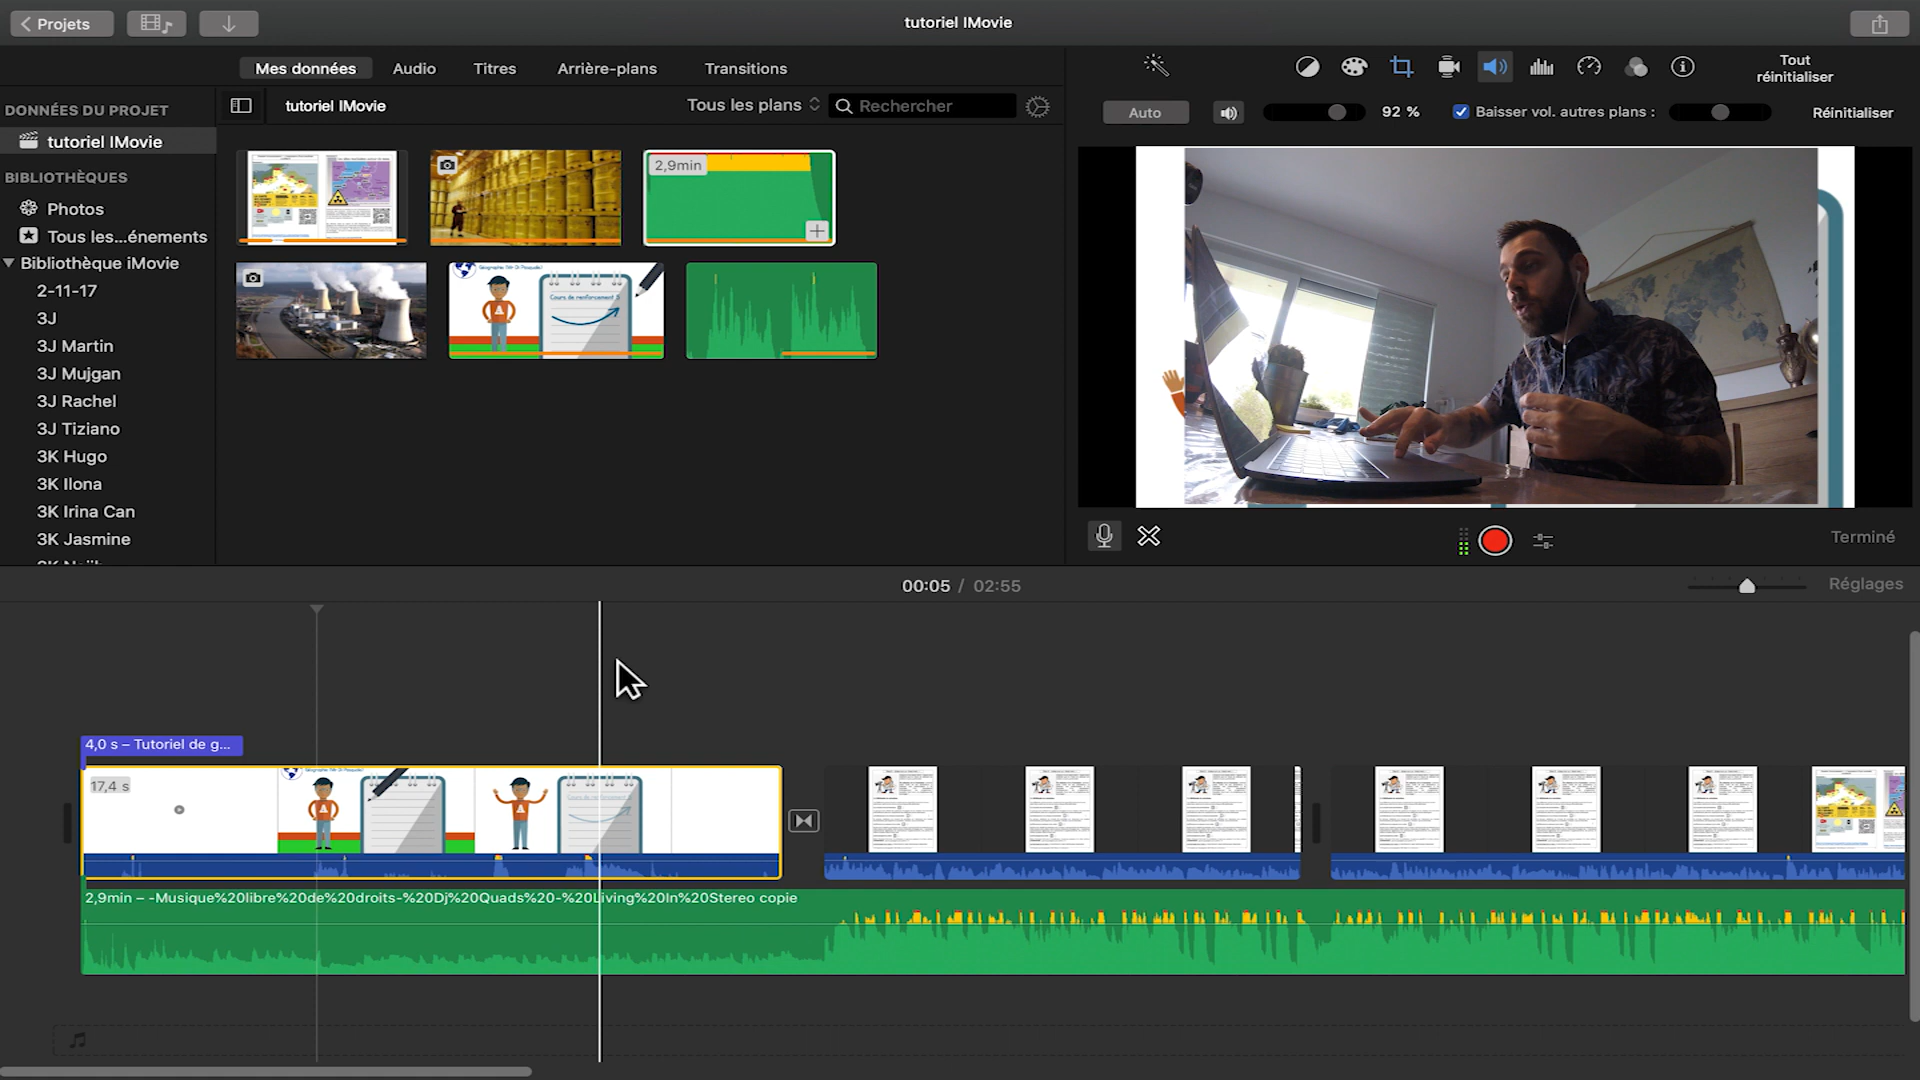 Projets
tutoriel IMovie
Mes données
Audio
Titres
Arrière-plans
Transitions
Tout
réinitialiser
DONNÉES DU PROJET
tutoriel IMovie
Tous les plans
Rechercher
Auto
92 %
Baisser vol. autres plans :
Réinitialiser
tutoriel IMovie
BIBLIOTHÈQUES
Photos
Tous les...énements
Bibliothèque iMovie
2-11-17
3J
3J Martin
3J Mujgan
3J Rachel
3J Tiziano
3K Hugo
3K Ilona
3K Irina Can
3K Jasmine
2,9min
Cours de renforcement 3
Terminé
00:05 / 02:55
Réglages
4,0 s – Tutoriel de g...
17,4 s
2,9min – -Musique%20libre%20de%20droits-%20Dj%20Quads%20-%20Living%20In%20Stereo copie